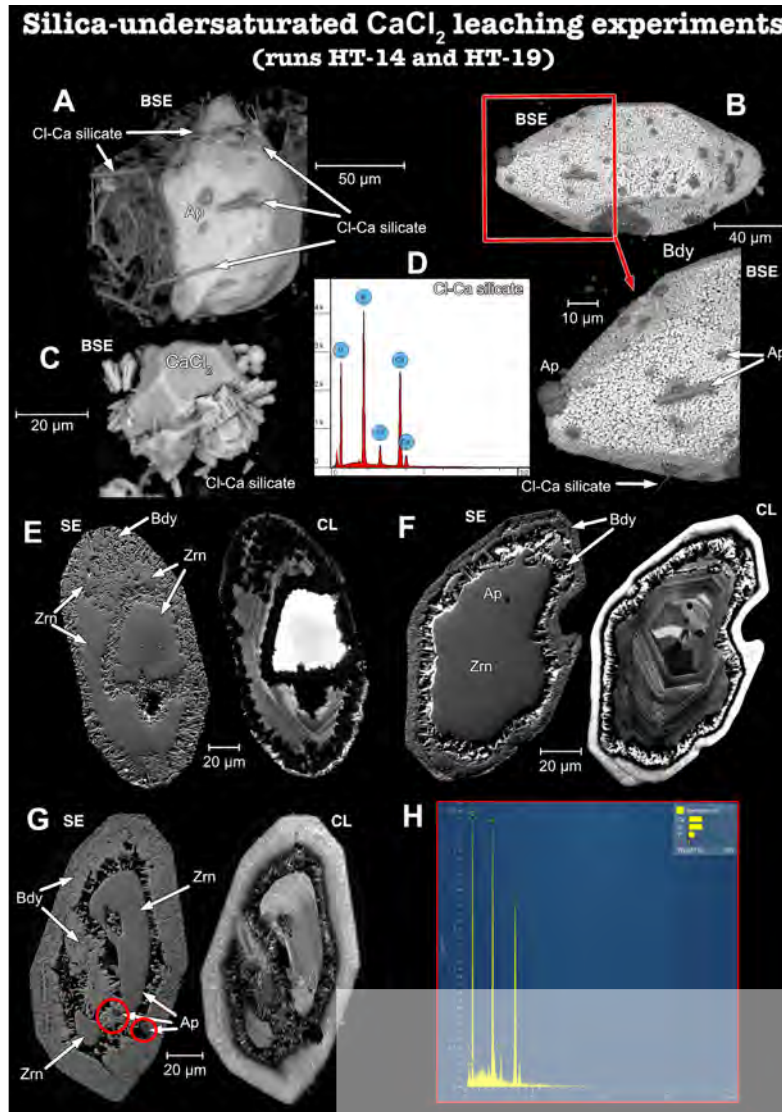 Silica-undersaturated CaCl₂ leaching experiments
(runs HT-14 and HT-19)
A
BSE
Cl-Ca silicate
50 µm
Ap
Cl-Ca silicate
B
BSE
40 µm
Bdy
BSE
10 µm
Ap
Ap
Cl-Ca silicate
C
BSE
CaCl₂
20 µm
Cl-Ca silicate
D
Cl-Ca silicate
E
SE
Bdy
Zrn
Zrn
20 µm
CL
F
SE
Bdy
Ap
Zrn
20 µm
CL
G
SE
Bdy
Zrn
Ap
Zrn
20 µm
CL
H